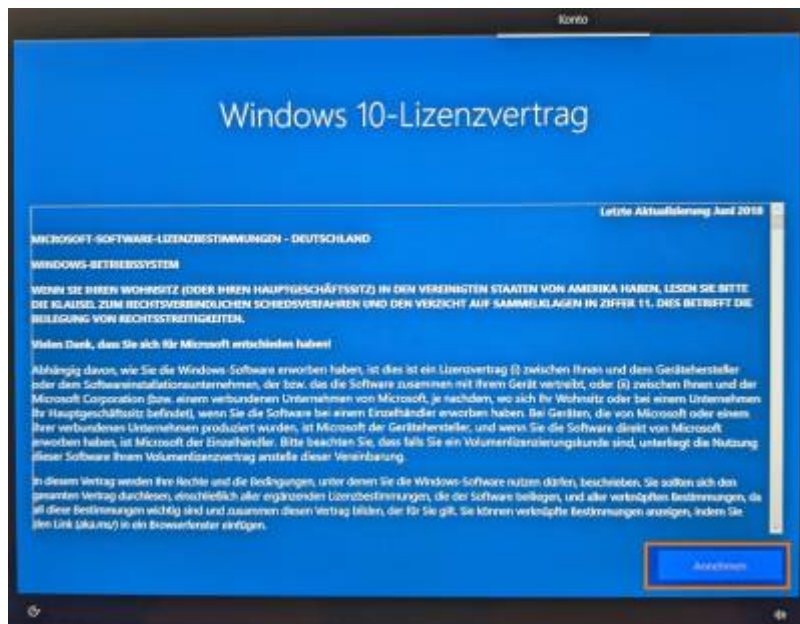 Konto
Windows 10-Lizenzvertrag
Letzte Aktualisierung Juni 2018
MICROSOFT-SOFTWARE-LIZENZBESTIMMUNGEN - DEUTSCHLAND
WINDOWS-BETRIEBSSYSTEM
WENN SIE IHREN WOHNSITZ (ODER IHREN HAUPTGESCHÄFTSSITZ) IN DEN VEREINIGTEN STAATEN VON AMERIKA HABEN, LESEN SIE BITTE
DIE KLAUSEL ZUM RECHTSVERBINDLICHEN SCHIEDSVERFAHREN UND DEN VERZICHT AUF SAMMELKLAGEN IN ZIFFER 11. DIES BETRIFFT DIE
BEILEGUNG VON RECHTSSTREITIGKEITEN.
Vielen Dank, dass Sie sich für Microsoft entschieden haben!
Abhängig davon, wie Sie die Windows-Software erworben haben, ist dies ist ein Lizenzvertrag (i) zwischen Ihnen und dem Gerätehersteller
oder dem Softwareinstallationsunternehmen, der bzw. das die Software zusammen mit Ihrem Gerät vertreibt, oder (ii) zwischen Ihnen und der
Microsoft Corporation (bzw. einem verbundenen Unternehmen von Microsoft, je nachdem, wo sich Ihr Wohnsitz oder bei einem Unternehmen
Ihr Hauptgeschäftssitz befindet), wenn Sie die Software bei einem Einzelhändler erworben haben. Bei Geräten, die von Microsoft oder einem
ihrer verbundenen Unternehmen produziert wurden, ist Microsoft der Gerätehersteller, und wenn Sie die Software direkt von Microsoft
erworben haben, ist Microsoft der Einzelhändler. Bitte beachten Sie, dass falls Sie ein Volumenlizenzierungskunde sind, unterliegt die Nutzung
dieser Software Ihrem Volumenlizenzvertrag anstelle dieser Vereinbarung.
In diesem Vertrag werden Ihre Rechte und die Bedingungen, unter denen Sie die Windows-Software nutzen dürfen, beschrieben. Sie sollten sich den
gesamten Vertrag durchlesen, einschließlich aller ergänzenden Lizenzbestimmungen, die der Software beiliegen, und aller verknüpften Bestimmungen, da
all diese Bestimmungen wichtig sind und zusammen diesen Vertrag bilden, der für Sie gilt. Sie können verknüpfte Bestimmungen anzeigen, indem Sie
den Link (aka.ms/) in ein Browserfenster einfügen.
Annehmen